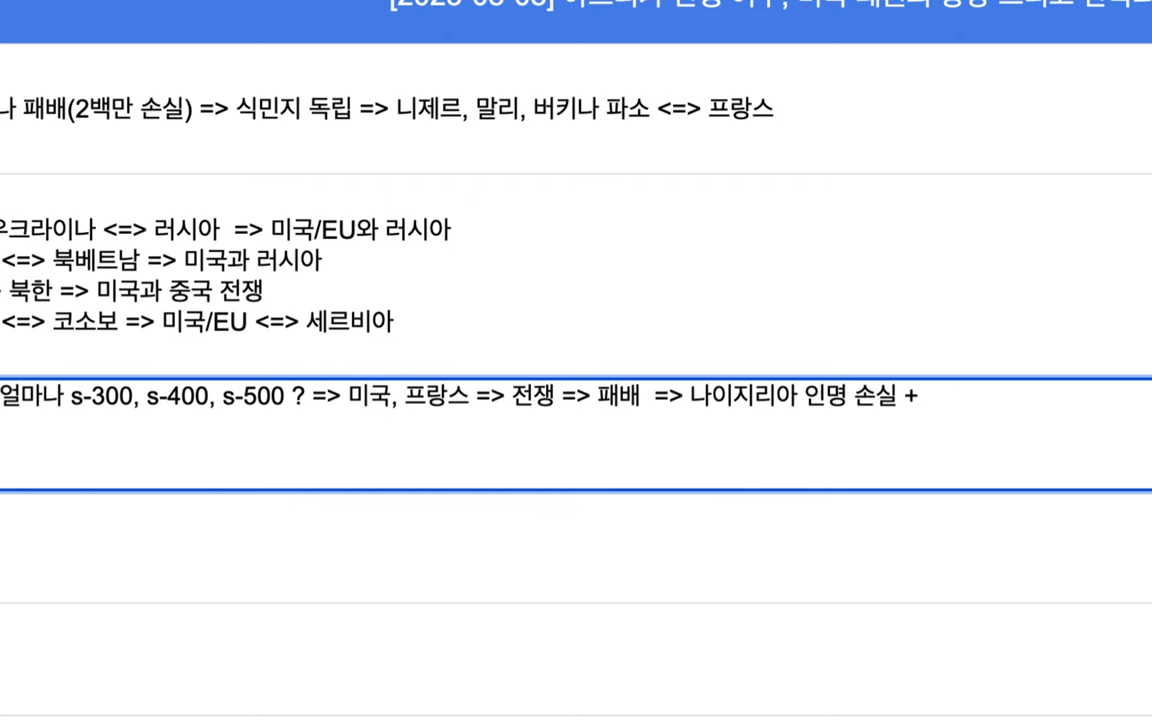 패배(2백만 손실) => 식민지 독립 => 니제르, 말리, 버키나 파소 <=> 프랑스
우크라이나 <=> 러시아 => 미국/EU와 러시아
<=> 북베트남 => 미국과 러시아
북한 => 미국과 중국 전쟁
<=> 코소보 => 미국/EU <=> 세르비아
얼마나 s-300, s-400, s-500 ? => 미국, 프랑스 => 전쟁 => 패배 => 나이지리아 인명 손실 +